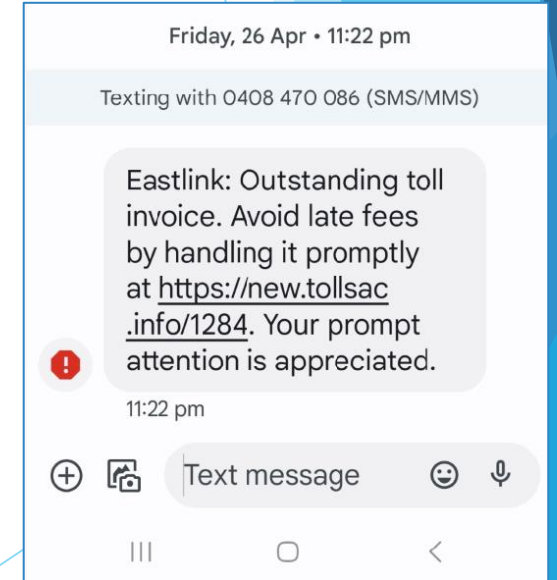 Friday, 26 Apr • 11:22 pm
Texting with 0408 470 086 (SMS/MMS)
Eastlink: Outstanding toll
invoice. Avoid late fees
by handling it promptly
at https://new.tollsac
.info/1284. Your prompt
attention is appreciated.
11:22 pm
Text message